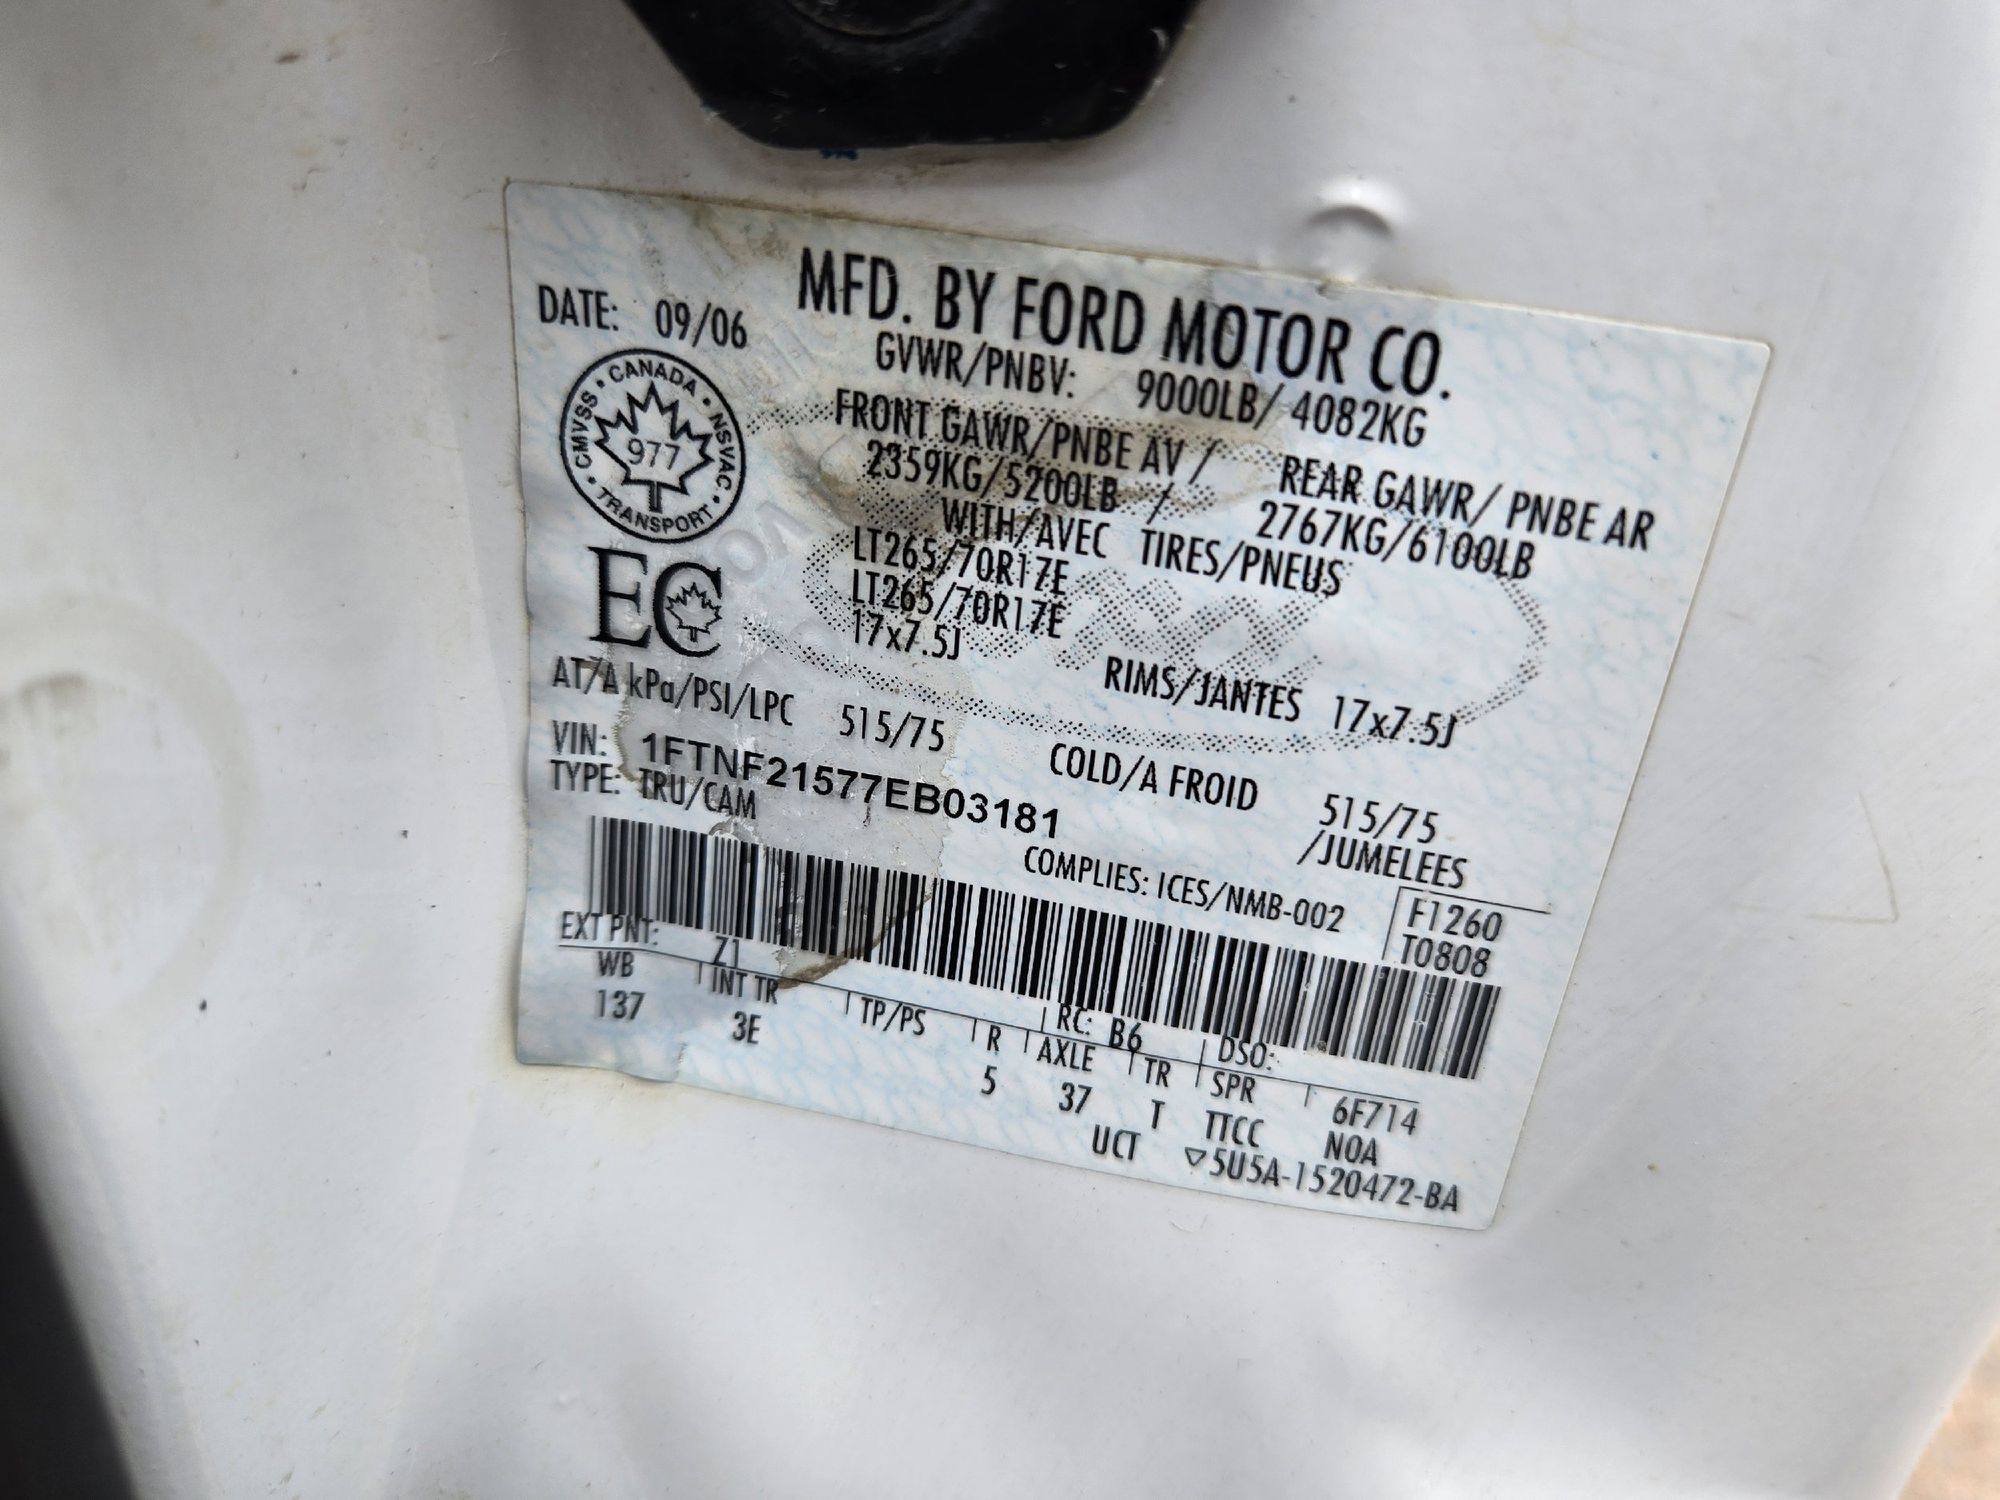 MFD. BY FORD MOTOR CO.
DATE: 09/06
GVWR/PNBV: 9000LB/ 4082KG
FRONT GAWR/PNBE AV / REAR GAWR/ PNBE AR
2359KG/5200LB / 2767KG/6100LB
WITH/AVEC TIRES/PNEUS
LT265/70R17E
LT265/70R17E
17x7.5J RIMS/JANTES 17x7.5J
CANADA • NSVAC • TRANSPORT • CMVSS •
977
EC
AT/A kPa/PSI/LPC 515/75 COLD/A FROID 515/75
VIN: 1FTNF21577EB03181 /JUMELEES
TYPE: TRU/CAM COMPLIES: ICES/NMB-002
F1260
T0808
EXT PNT: Z1 RC: B6 DSO:
WB INT TR TP/PS R AXLE TR SPR 6F714
137 3E 5 37 T TTCC NOA
UCT ▽5U5A-1520472-BA